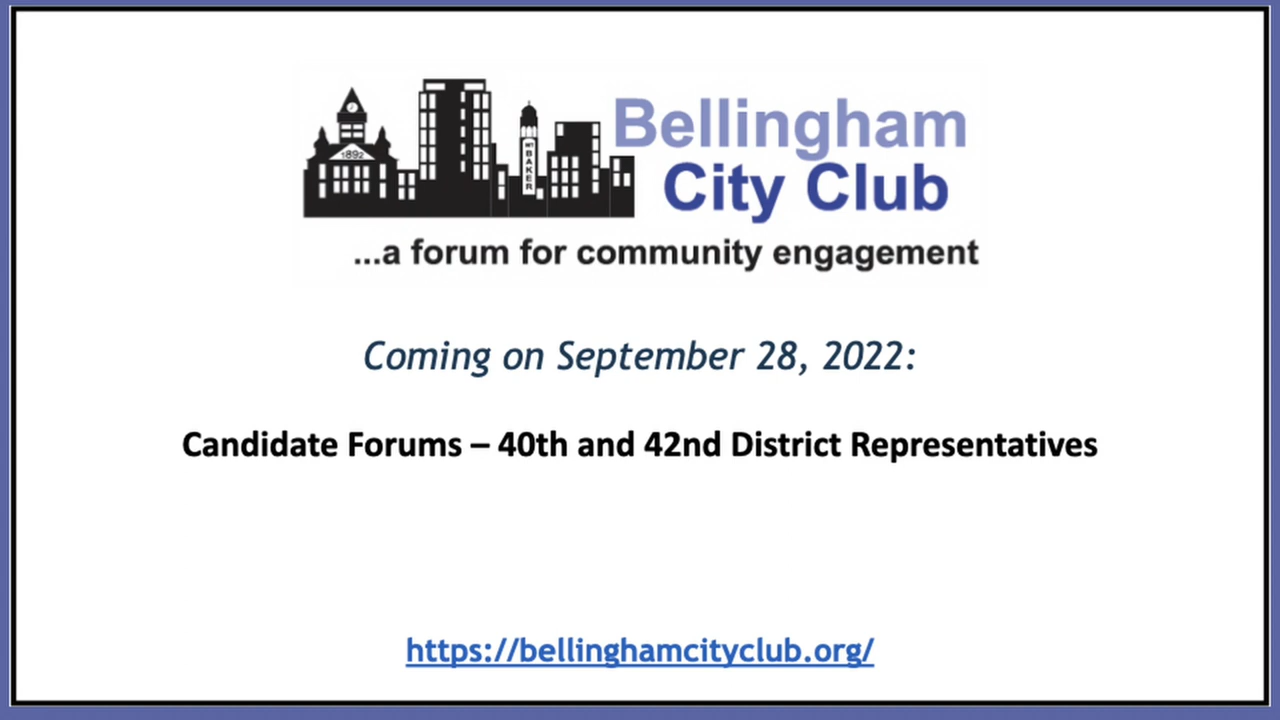 1892
MT
BAKER
Bellingham
City Club
...a forum for community engagement
Coming on September 28, 2022:
Candidate Forums – 40th and 42nd District Representatives
https://bellinghamcityclub.org/